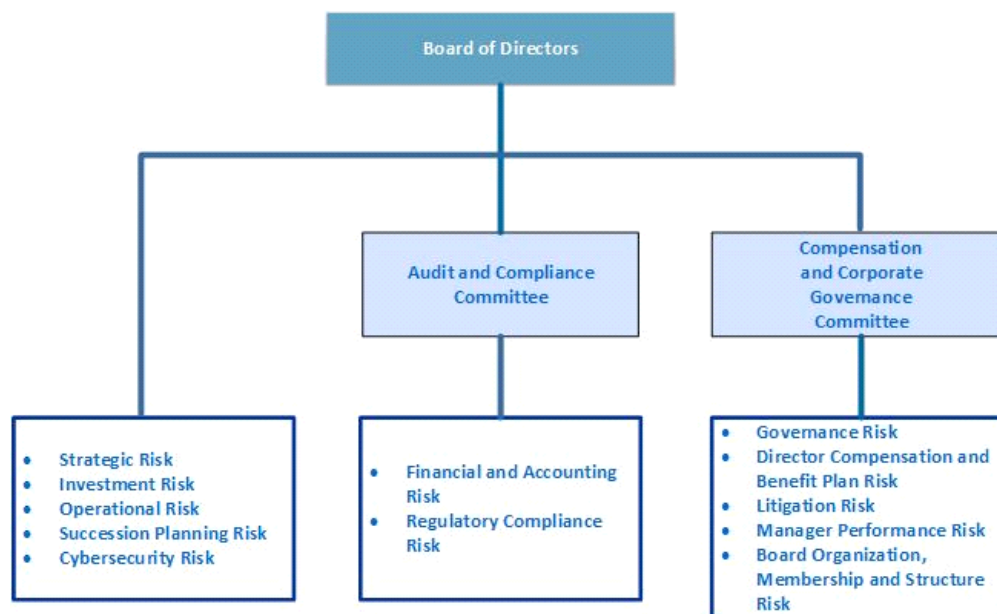 Board of Directors
Audit and Compliance
Committee
Compensation
and Corporate
Governance
Committee
• Strategic Risk
• Investment Risk
• Operational Risk
• Succession Planning Risk
• Cybersecurity Risk
• Financial and Accounting
Risk
• Regulatory Compliance
Risk
• Governance Risk
• Director Compensation and
Benefit Plan Risk
• Litigation Risk
• Manager Performance Risk
• Board Organization,
Membership and Structure
Risk